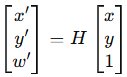 [x′ y′ w′] = H [x y 1]